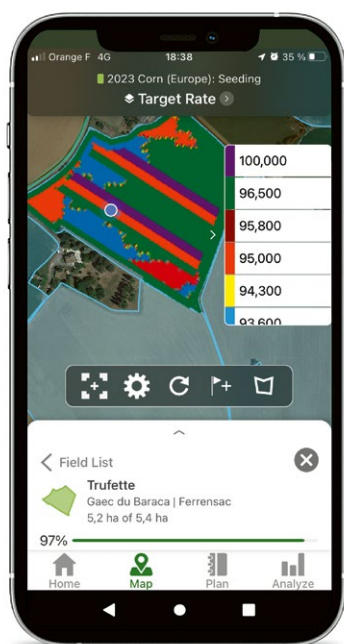 Orange F 4G 18:38 35 %
2023 Corn (Europe): Seeding
Target Rate
100,000
96,500
95,800
95,000
94,300
93,600
Field List
Trufette
Gaec du Baraca | Ferrensac
5,2 ha of 5,4 ha
97%
Home Map Plan Analyze